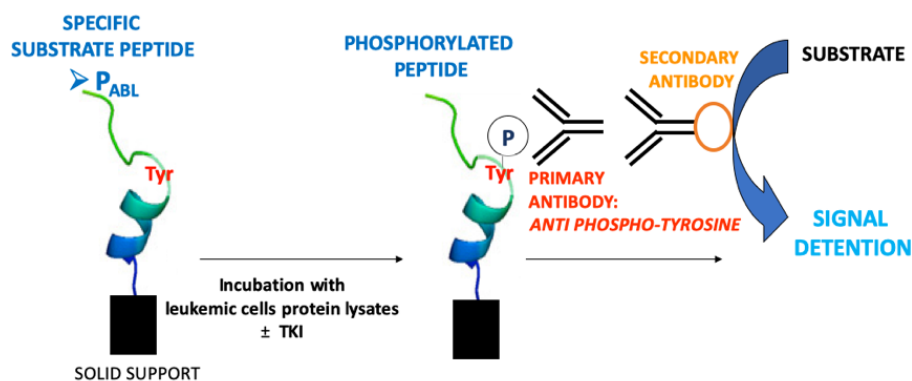 SPECIFIC
SUBSTRATE PEPTIDE
➢ PABL
Tyr
SOLID SUPPORT
Incubation with
leukemic cells protein lysates
± TKI
PHOSPHORYLATED
PEPTIDE
P
Tyr
PRIMARY
ANTIBODY:
ANTI PHOSPHO-TYROSINE
SECONDARY
ANTIBODY
SUBSTRATE
SIGNAL
DETENTION